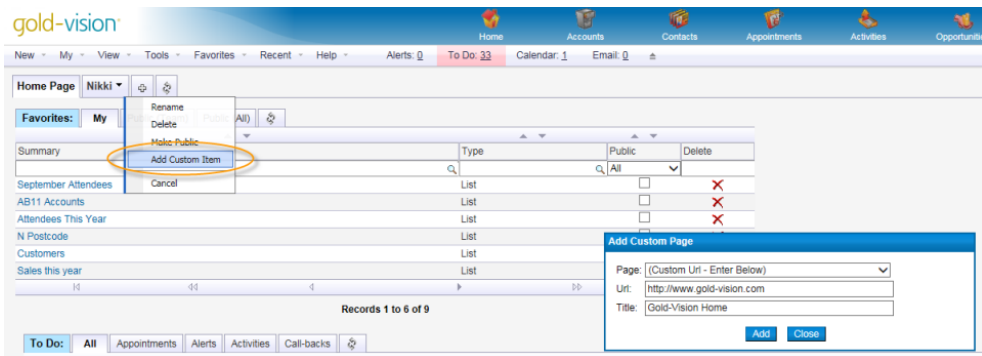 gold-vision
Home Accounts Contacts Appointments Activities Opportunities
New My View Tools Favorites Recent Help Alerts: 0 To Do: 33 Calendar: 1 Email: 0
Home Page Nikki
Rename
Favorites: My All)
Delete
Make Public
Summary Type Public Delete
Add Custom Item
All
Cancel
September Attendees List
AB11 Accounts List
Attendees This Year List
N Postcode List
Add Custom Page
Customers List
Page: (Custom Url - Enter Below)
Sales this year List
Url: http://www.gold-vision.com
Title: Gold-Vision Home
Records 1 to 6 of 9
Add Close
To Do: All Appointments Alerts Activities Call-backs